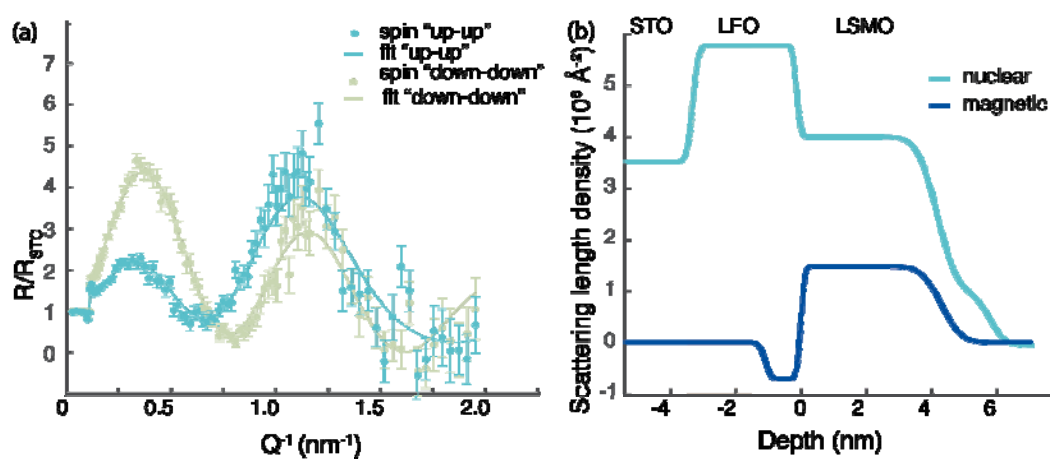 (a)
8
7
6
5
4
3
2
1
0
R/R_STO
spin "up-up"
fit "up-up"
spin "down-down"
fit "down-down"
0 0.5 1.0 1.5 2.0
Q⁻¹ (nm⁻¹)
(b)
STO LFO LSMO
nuclear
magnetic
5
4
3
2
1
0
-1
Scattering length density (10⁶ Å⁻²)
-4 -2 0 2 4 6
Depth (nm)